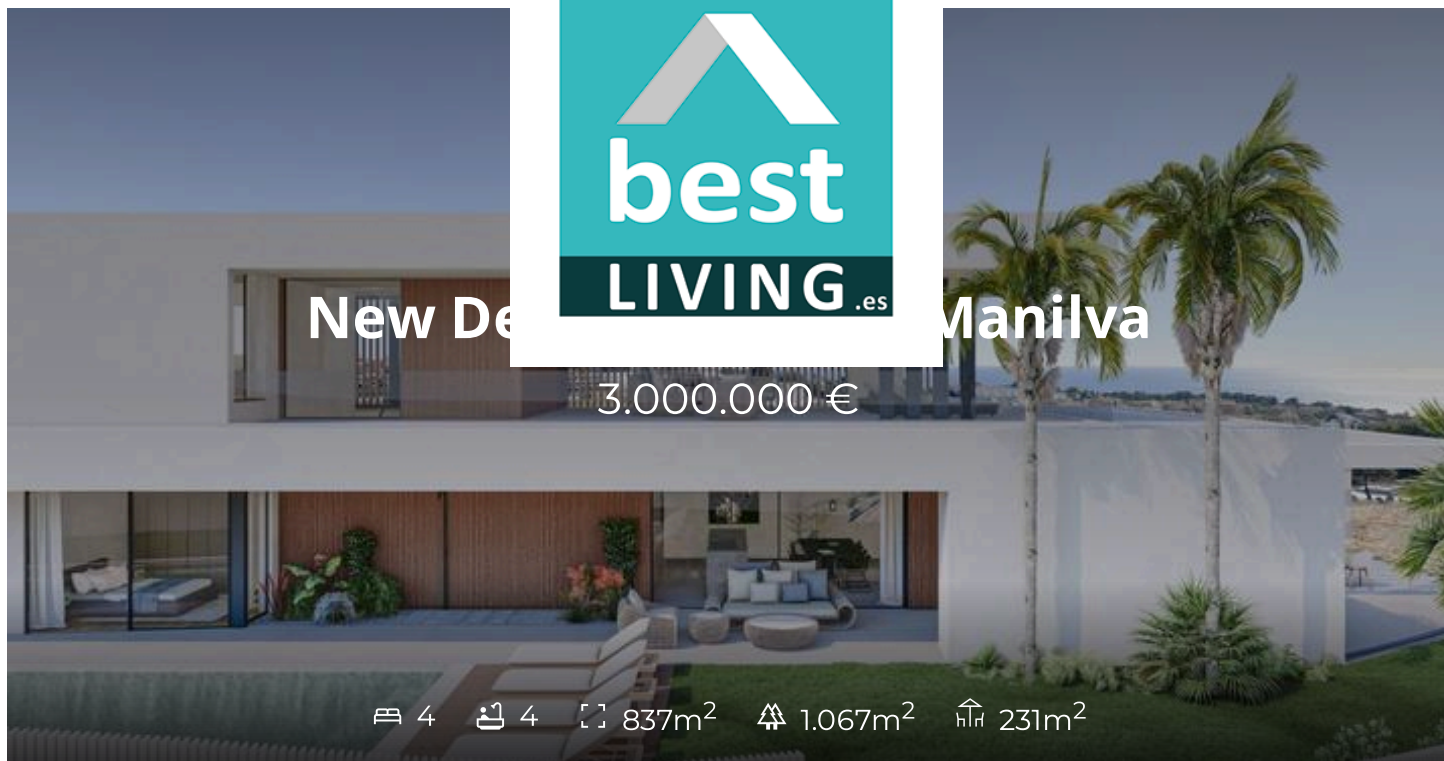 best
LIVING.es
New De Manilva
3.000.000 €
4 4 837m² 1.067m² 231m²